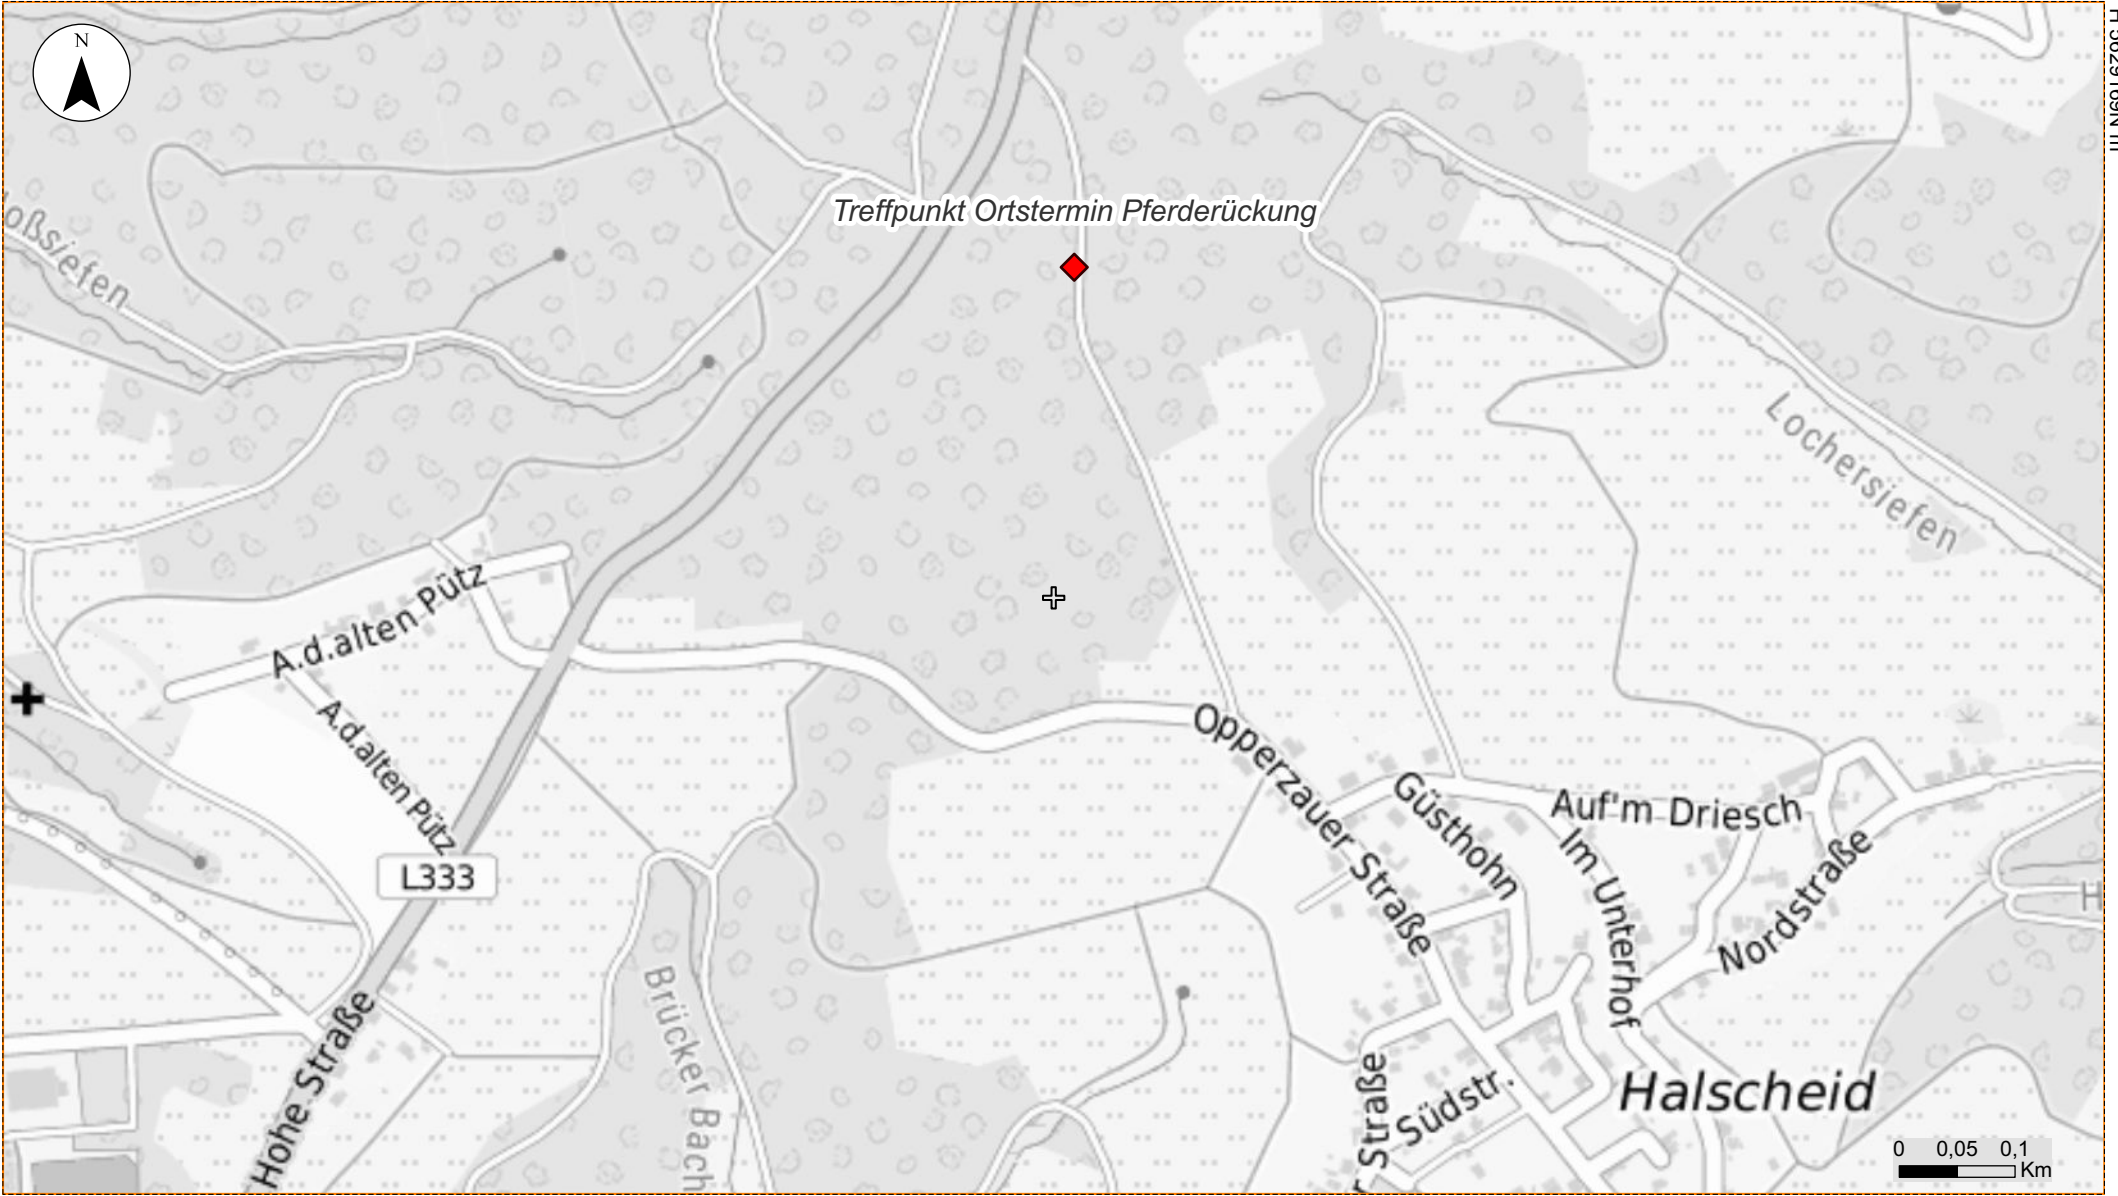 N
Treffpunkt Ortstermin Pferderückung
Lochersiefen
A.d.alten Pütz
A.d.alten Pütz
L333
Opperzauer Straße
Güsthohn
Auf'm Driesch
Im Unterhof
Nordstraße
H
Brücker Bach
Hohe Straße
Südstr.
r Straße
Halscheid
0 0,05 0,1
Km